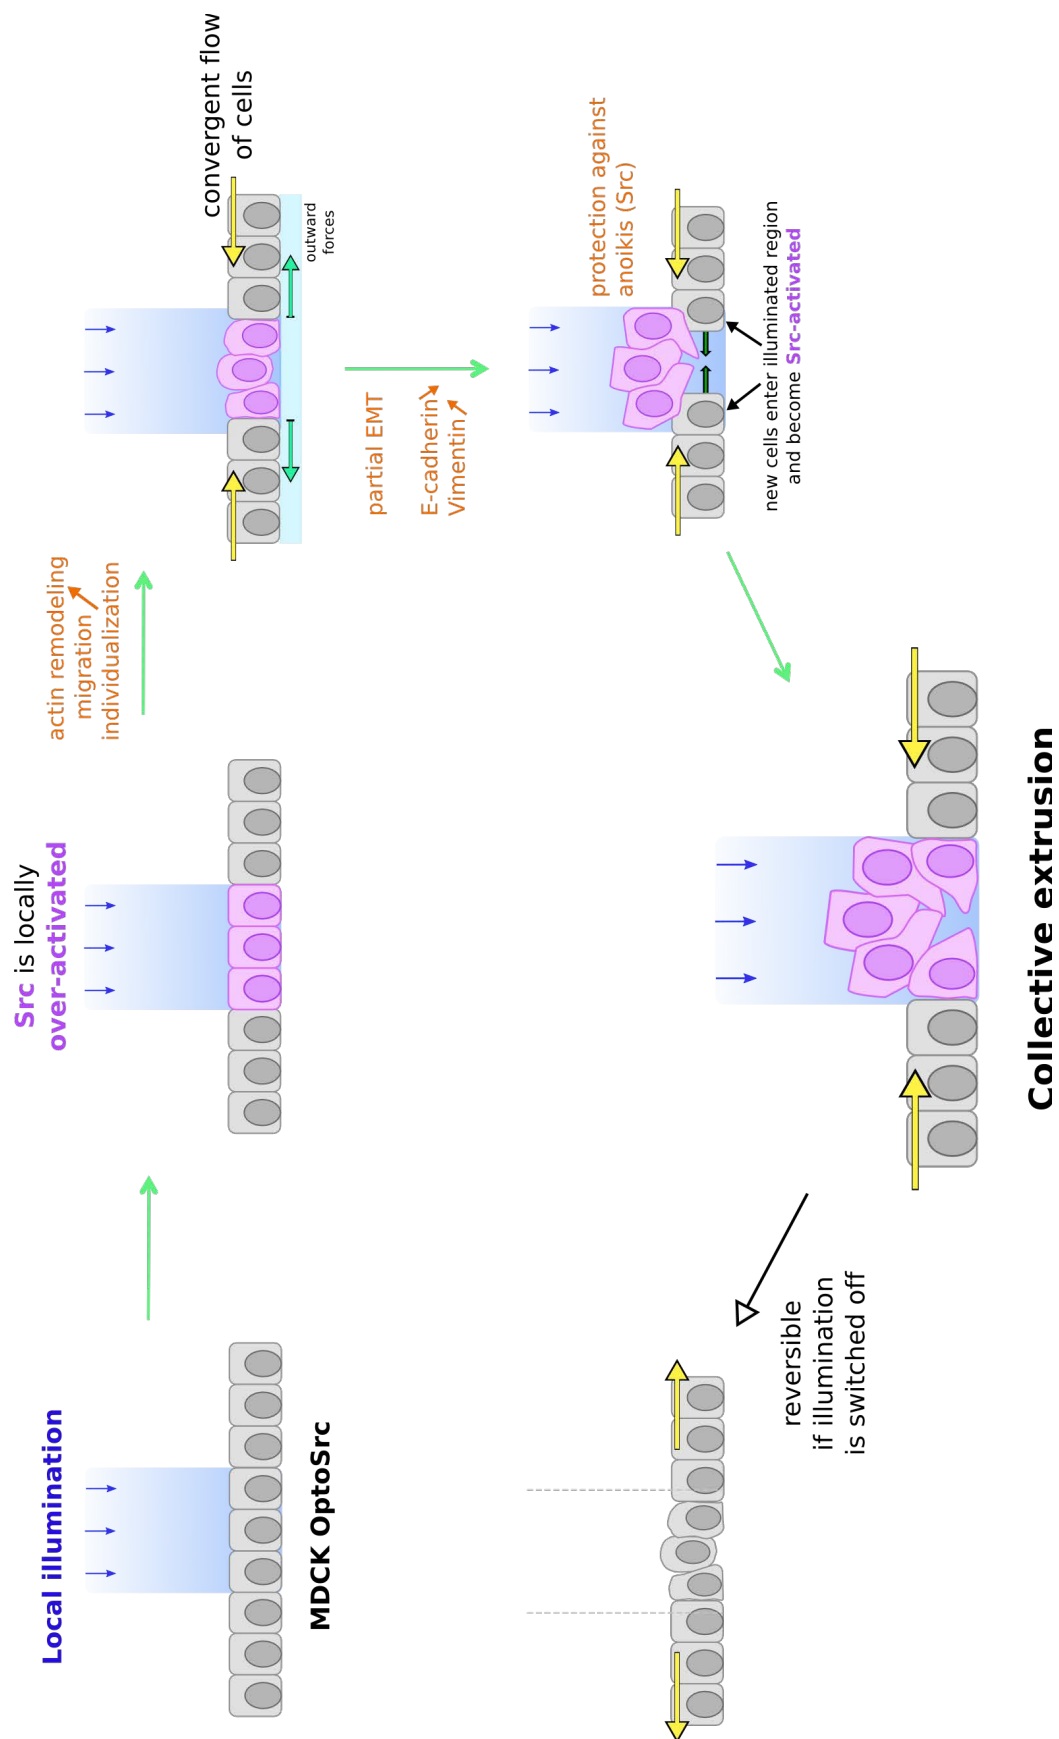 Local illumination
MDCK OptoSrc
Src is locally
over-activated
actin remodeling
migration
individualization
convergent flow
of cells
outward
forces
partial EMT
E-cadherin
Vimentin
protection against
anoikis (Src)
new cells enter illuminated region
and become Src-activated
Collective extrusion
reversible
if illumination
is switched off